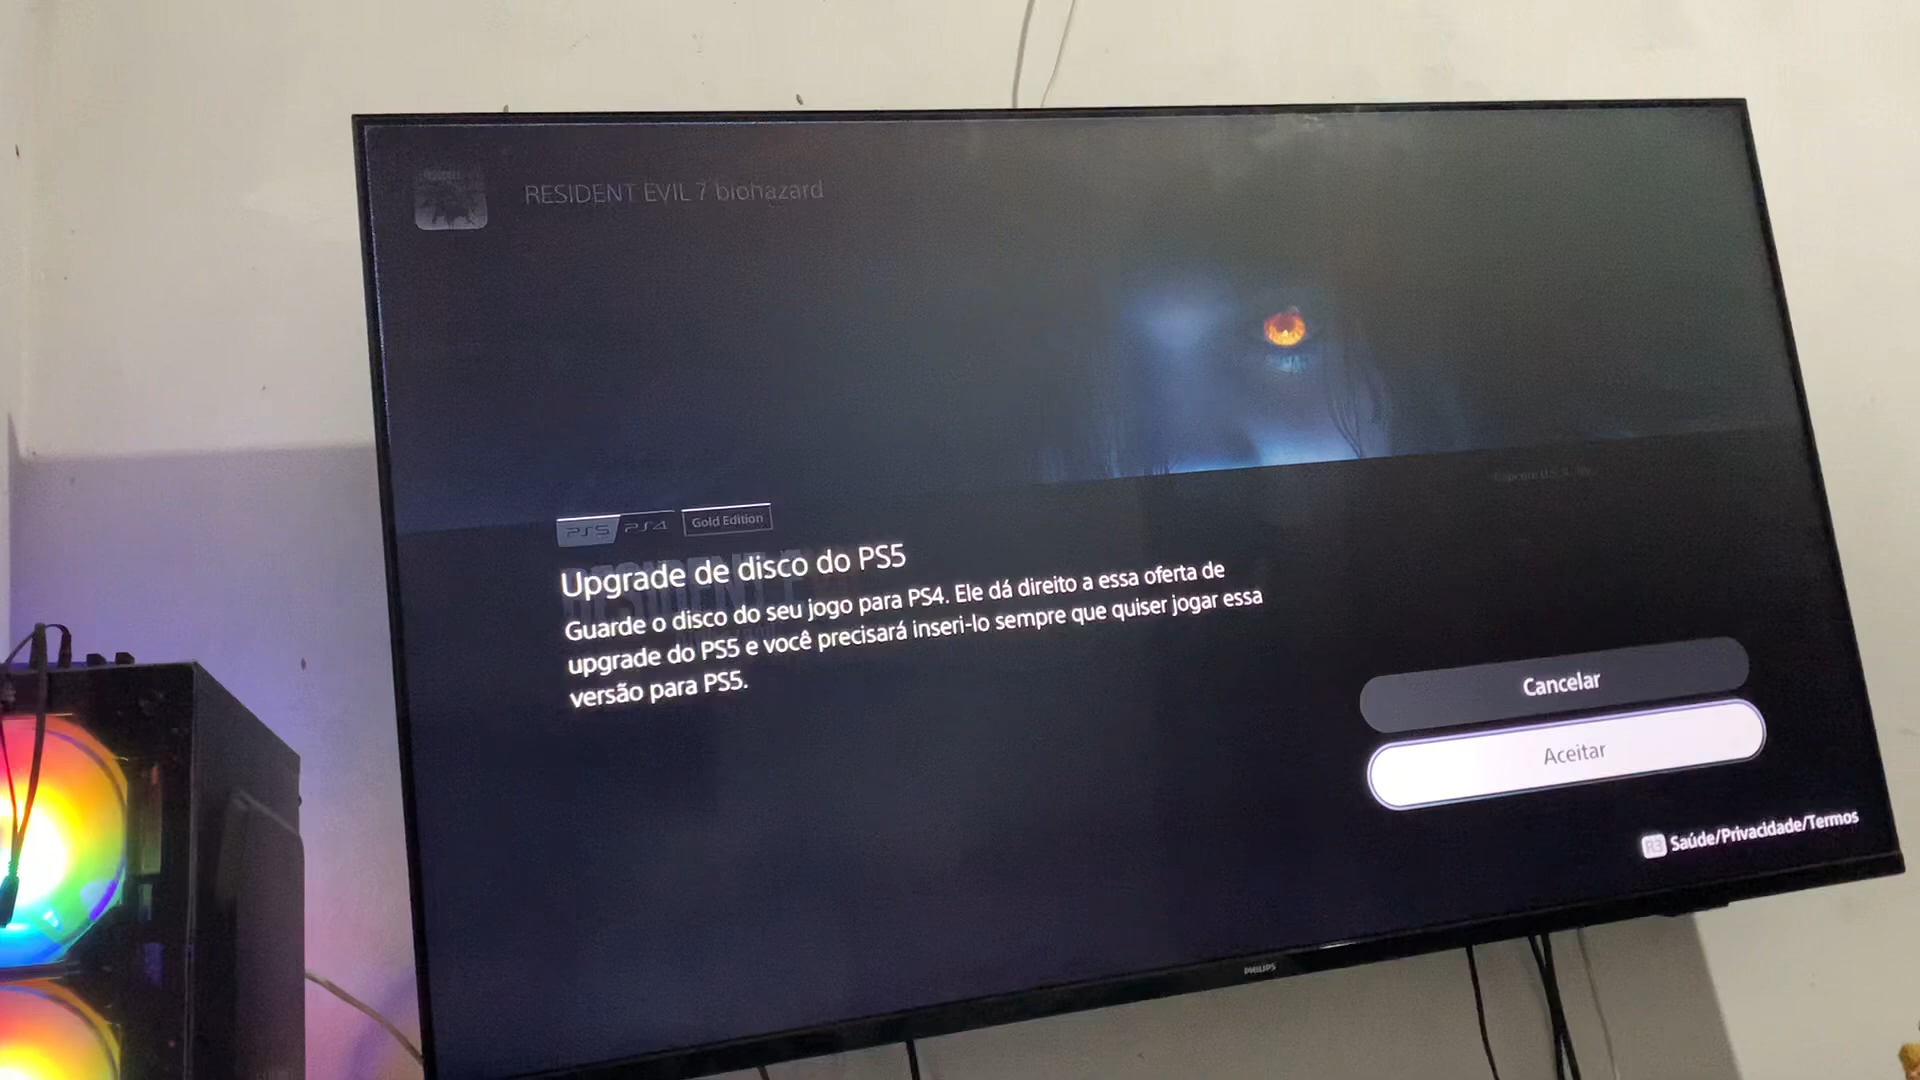 RESIDENT EVIL 7 biohazard
PS5 PS4 Gold Edition
Upgrade de disco do PS5
Guarde o disco do seu jogo para PS4. Ele dá direito a essa oferta de
upgrade do PS5 e você precisará inseri-lo sempre que quiser jogar essa
versão para PS5.
Cancelar
Aceitar
R3 Saúde/Privacidade/Termos
PHILIPS